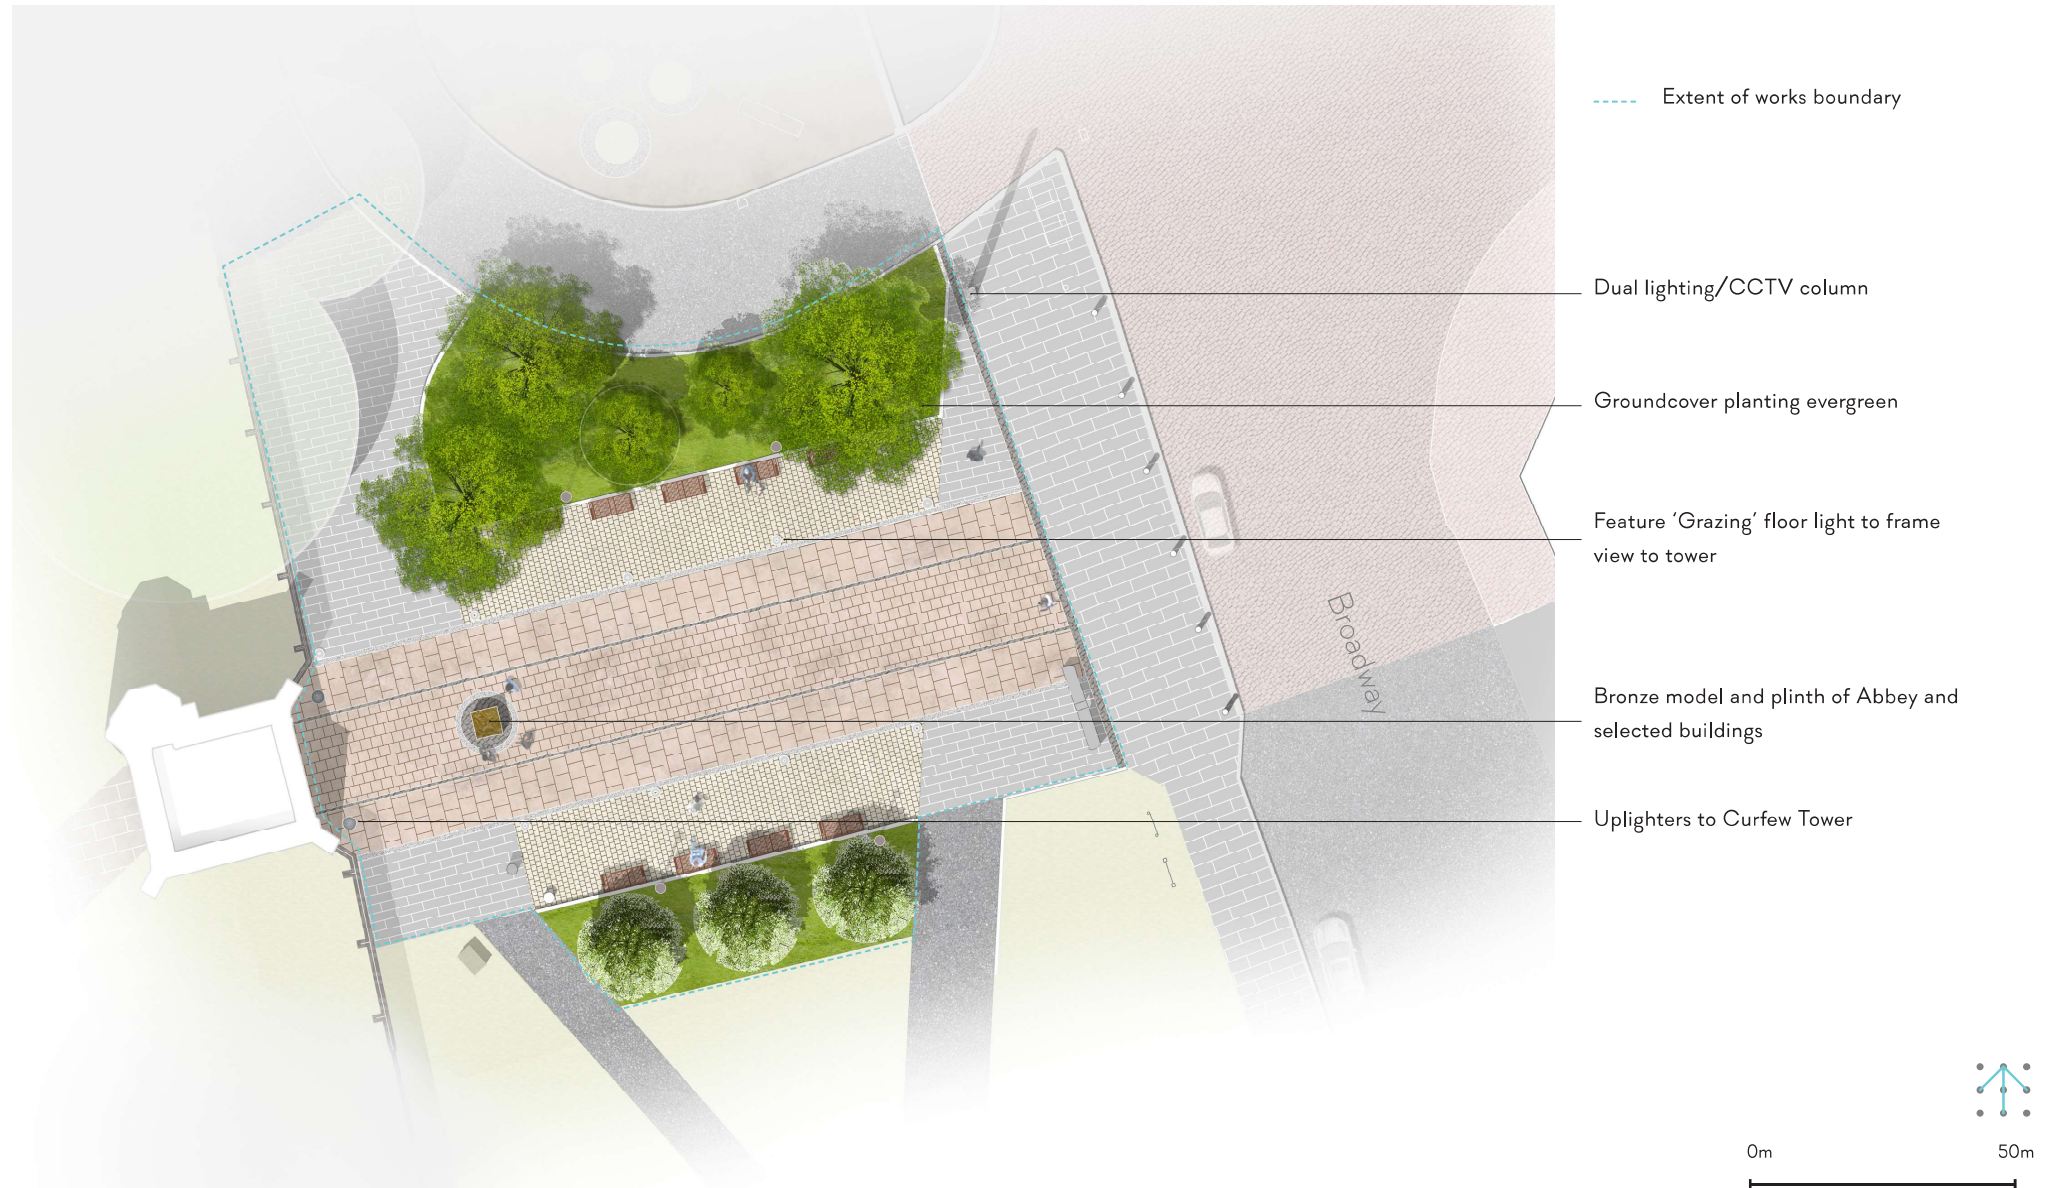 Extent of works boundary
Dual lighting/CCTV column
Groundcover planting evergreen
Feature ‘Grazing’ floor light to frame
view to tower
Broadway
Bronze model and plinth of Abbey and
selected buildings
Uplighters to Curfew Tower
0m
50m